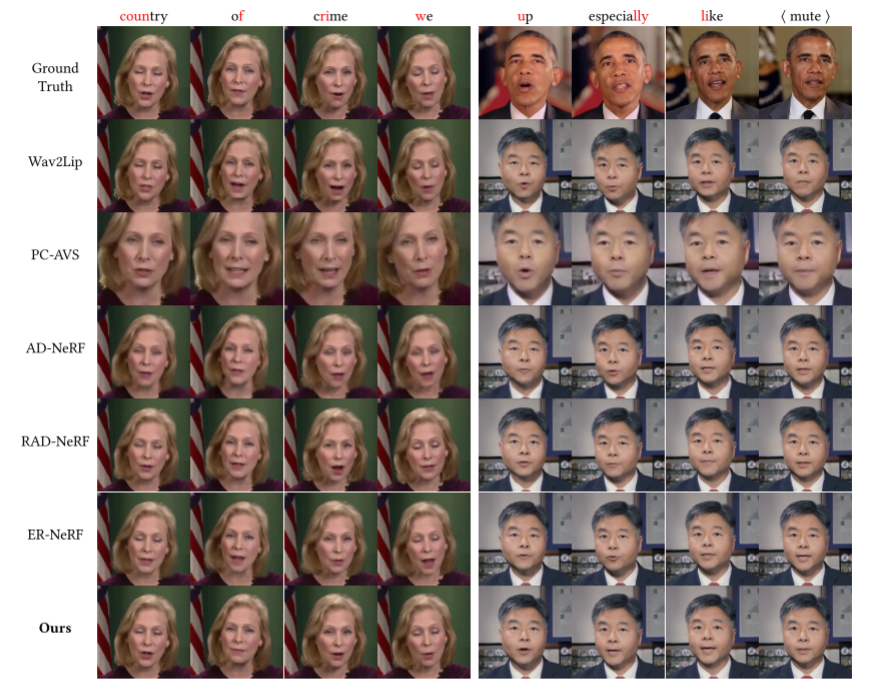 country of crime we up especially like ⟨ mute ⟩
Ground
Truth
Wav2Lip
PC-AVS
AD-NeRF
RAD-NeRF
ER-NeRF
Ours